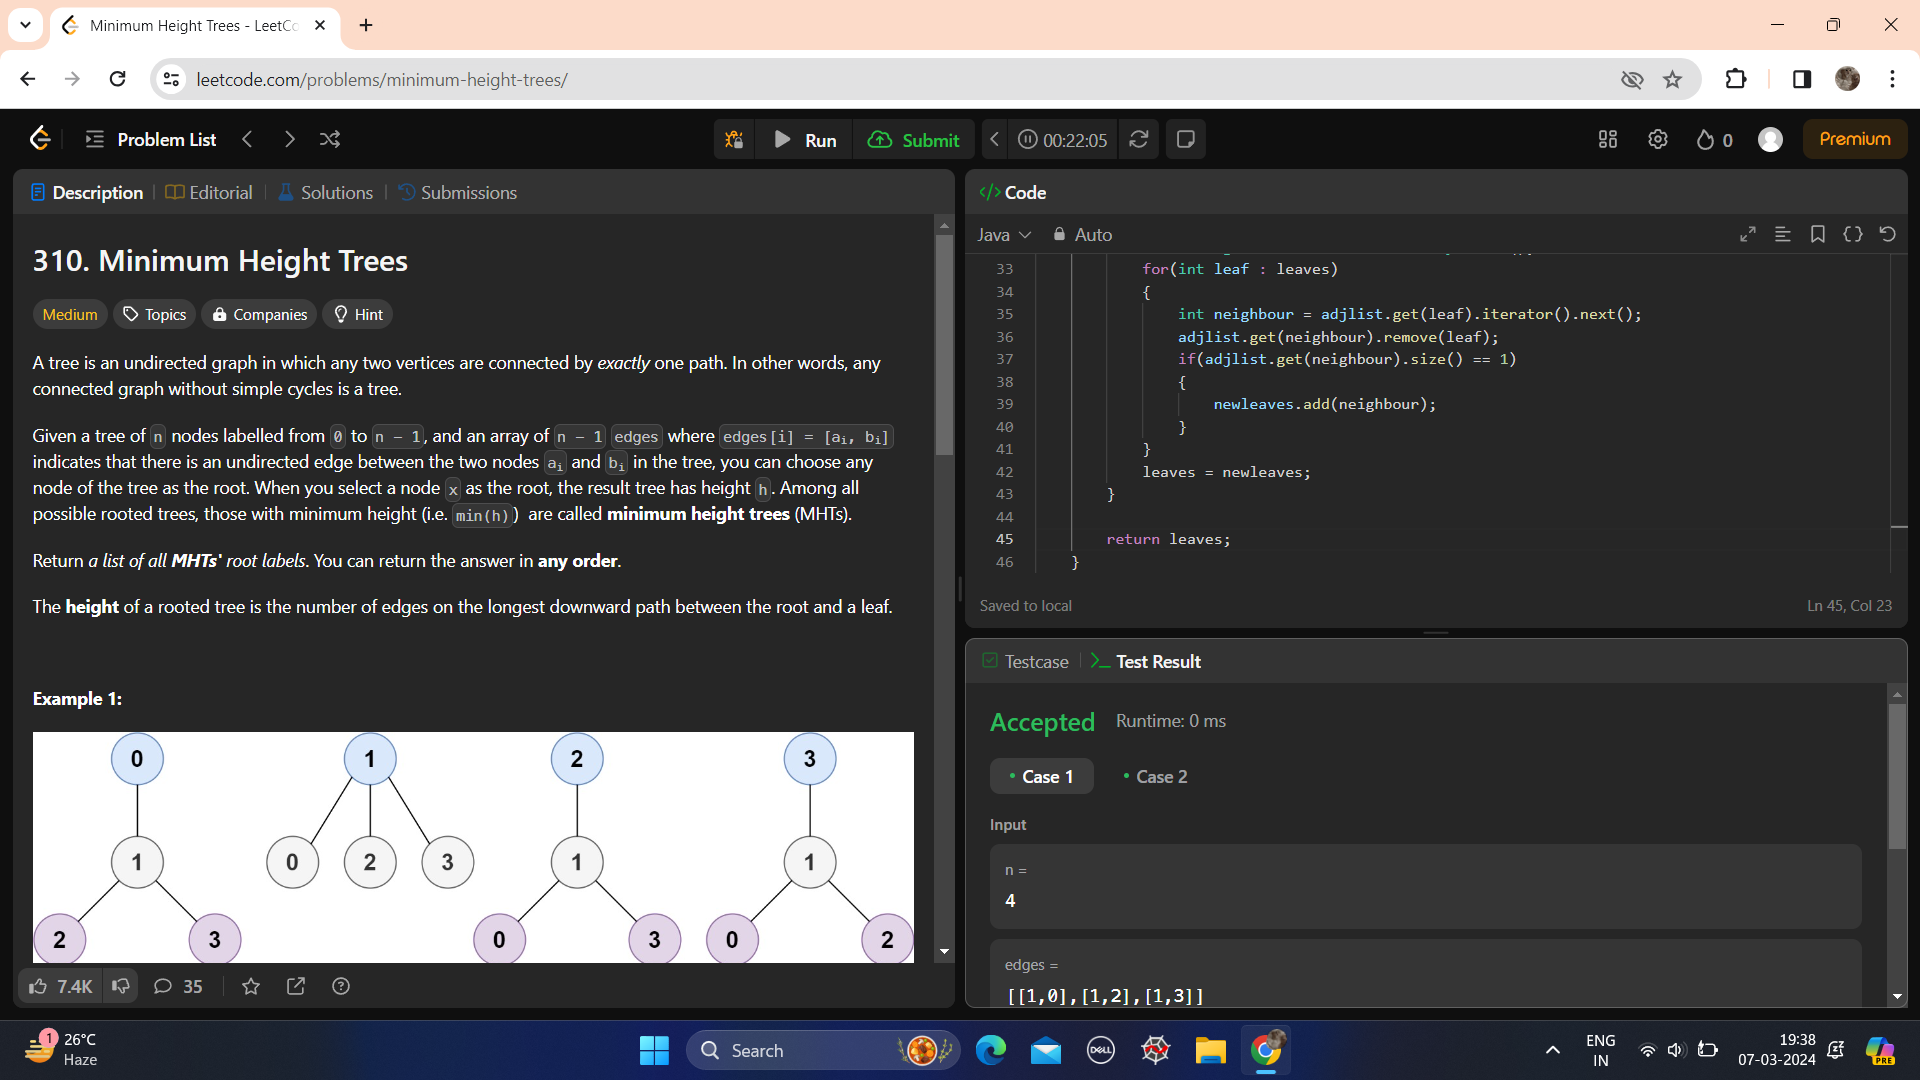 Minimum Height Trees - LeetCo
leetcode.com/problems/minimum-height-trees/
Problem List
Run
Submit
00:22:05
0
Premium
Description
Editorial
Solutions
Submissions
310. Minimum Height Trees
Medium
Topics
Companies
Hint
A tree is an undirected graph in which any two vertices are connected by exactly one path. In other words, any
connected graph without simple cycles is a tree.
Given a tree of n nodes labelled from 0 to n - 1, and an array of n - 1 edges where edges[i] = [ai, bi]
indicates that there is an undirected edge between the two nodes ai and bi in the tree, you can choose any
node of the tree as the root. When you select a node x as the root, the result tree has height h. Among all
possible rooted trees, those with minimum height (i.e. min(h)) are called minimum height trees (MHTs).
Return a list of all MHTs' root labels. You can return the answer in any order.
The height of a rooted tree is the number of edges on the longest downward path between the root and a leaf.
Example 1:
0 1 2 3
1 0 2 3 1 1
2 3 0 3 0 2
7.4K
35
</> Code
Java
Auto
33 for(int leaf : leaves)
34 {
35 int neighbour = adjlist.get(leaf).iterator().next();
36 adjlist.get(neighbour).remove(leaf);
37 if(adjlist.get(neighbour).size() == 1)
38 {
39 newleaves.add(neighbour);
40 }
41 }
42 leaves = newleaves;
43 }
44
45 return leaves;
46 }
Saved to local
Ln 45, Col 23
Testcase
Test Result
Accepted
Runtime: 0 ms
Case 1
Case 2
Input
n =
4
edges =
[[1,0],[1,2],[1,3]]
1
26°C
Haze
Search
DELL
ENG
IN
19:38
07-03-2024
PRE